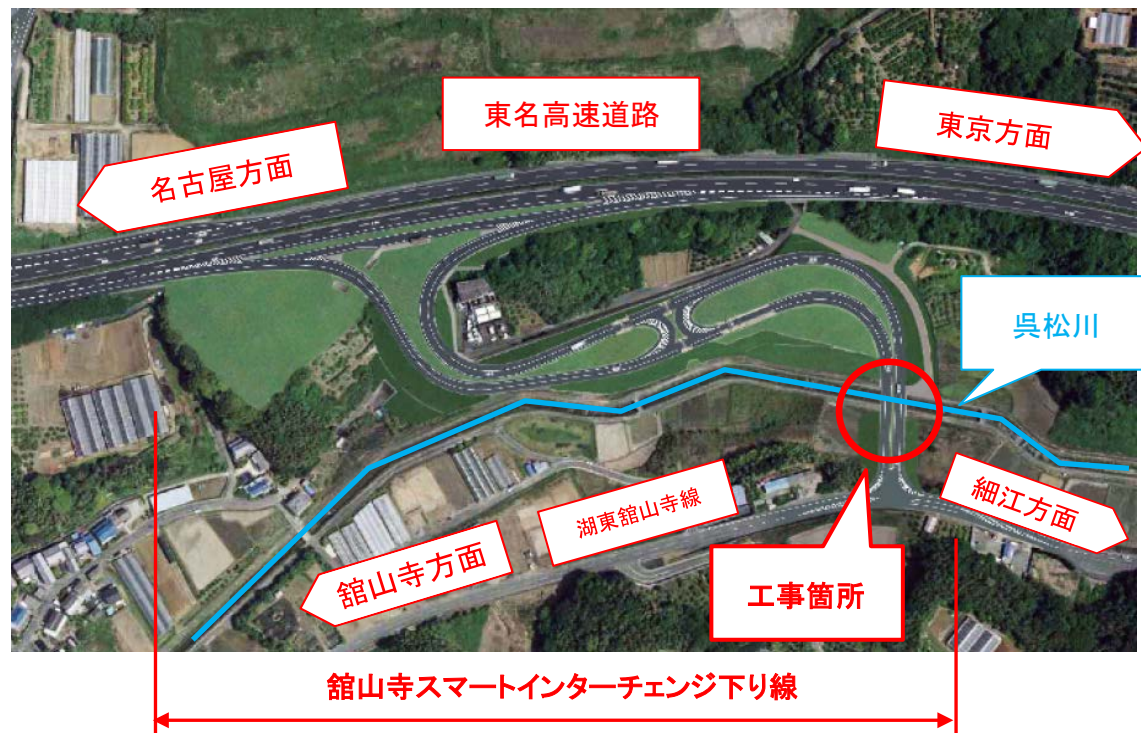 東名高速道路
東京方面
名古屋方面
呉松川
細江方面
湖東舘山寺線
舘山寺方面
工事箇所
舘山寺スマートインターチェンジ下り線